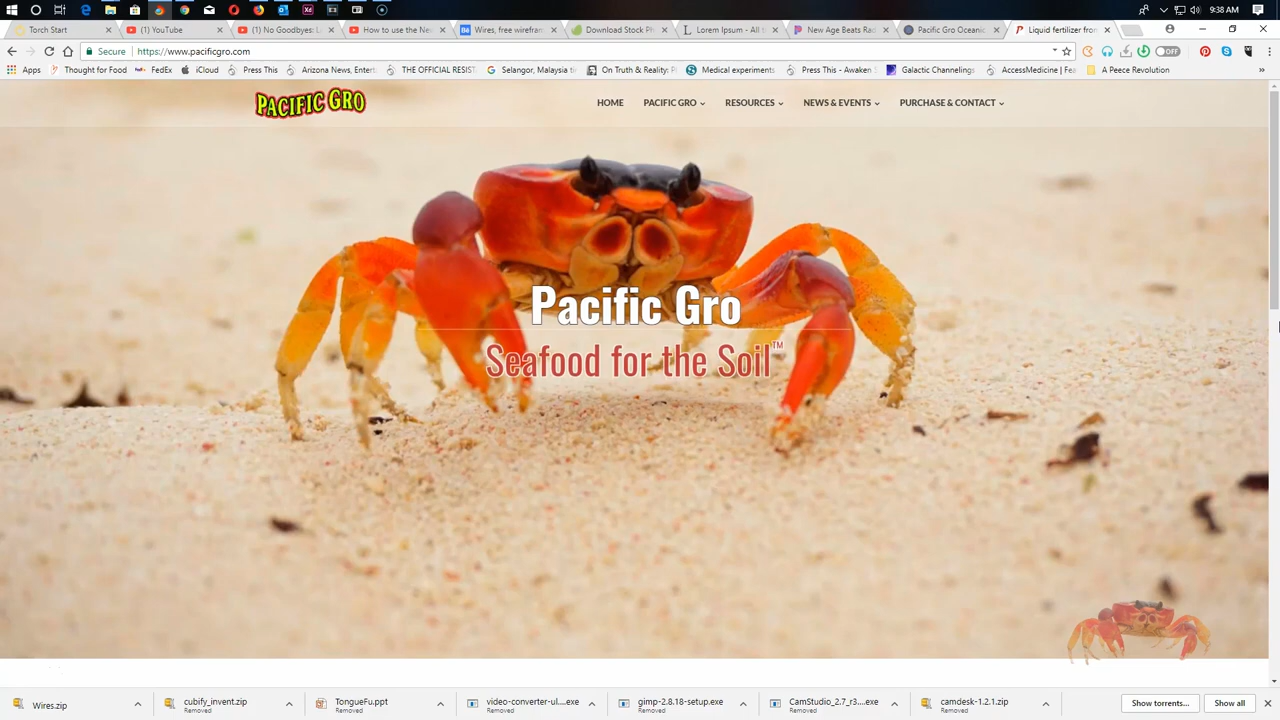 9:38 AM
Torch Start
(1) YouTube
(1) No Goodbyes: Li
How to use the Nev
Wires, free wirefram
Download Stock Ph
Lorem Ipsum - All t
New Age Beats Rad
Pacific Gro Oceanic
Liquid fertilizer from
Secure
https://www.pacificgro.com
OFF
Apps
Thought for Food
FedEx
iCloud
Press This
Arizona News, Entert
THE OFFICIAL RESIST
Selangor, Malaysia ti
On Truth & Reality: P
Medical experiments
Press This - Awaken S
Galactic Channelings
AccessMedicine | Fea
A Peece Revolution
»
PACIFIC GRO
HOME
PACIFIC GRO
RESOURCES
NEWS & EVENTS
PURCHASE & CONTACT
Pacific Gro
Seafood for the Soil™
Wires.zip
cubify_invent.zip
Removed
TongueFu.ppt
Removed
video-converter-ul....exe
Removed
gimp-2.8.18-setup.exe
Removed
CamStudio_2.7_r3....exe
Removed
camdesk-1.2.1.zip
Removed
Show torrents...
Show all